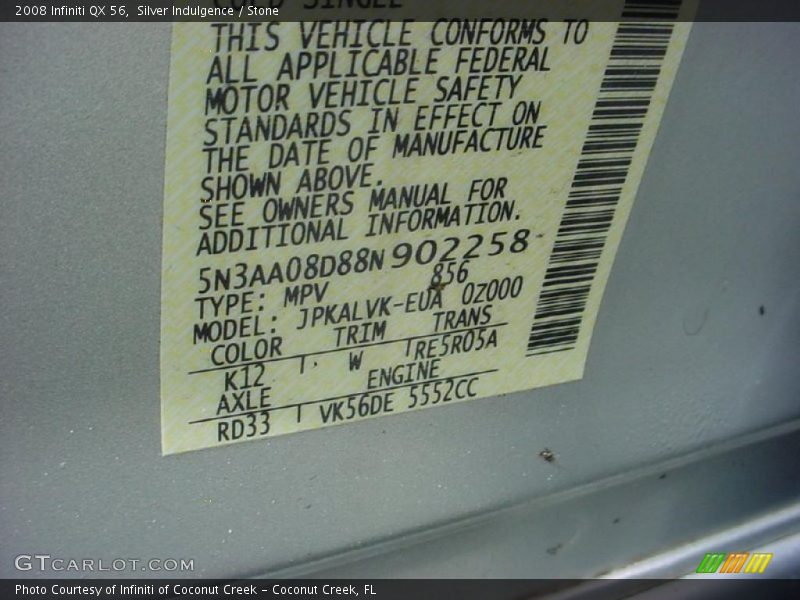 2008 Infiniti QX 56, Silver Indulgence / Stone
COLD SINGLE
THIS VEHICLE CONFORMS TO
ALL APPLICABLE FEDERAL
MOTOR VEHICLE SAFETY
STANDARDS IN EFFECT ON
THE DATE OF MANUFACTURE
SHOWN ABOVE.
SEE OWNERS MANUAL FOR
ADDITIONAL INFORMATION.
5N3AA08D88N902258
TYPE: MPV 856
MODEL: JPKALVK-EUA 0Z000
COLOR TRIM TRANS
K12 W RE5R05A
AXLE ENGINE
RD33 VK56DE 5552CC
GTCARLOT.COM
Photo Courtesy of Infiniti of Coconut Creek – Coconut Creek, FL